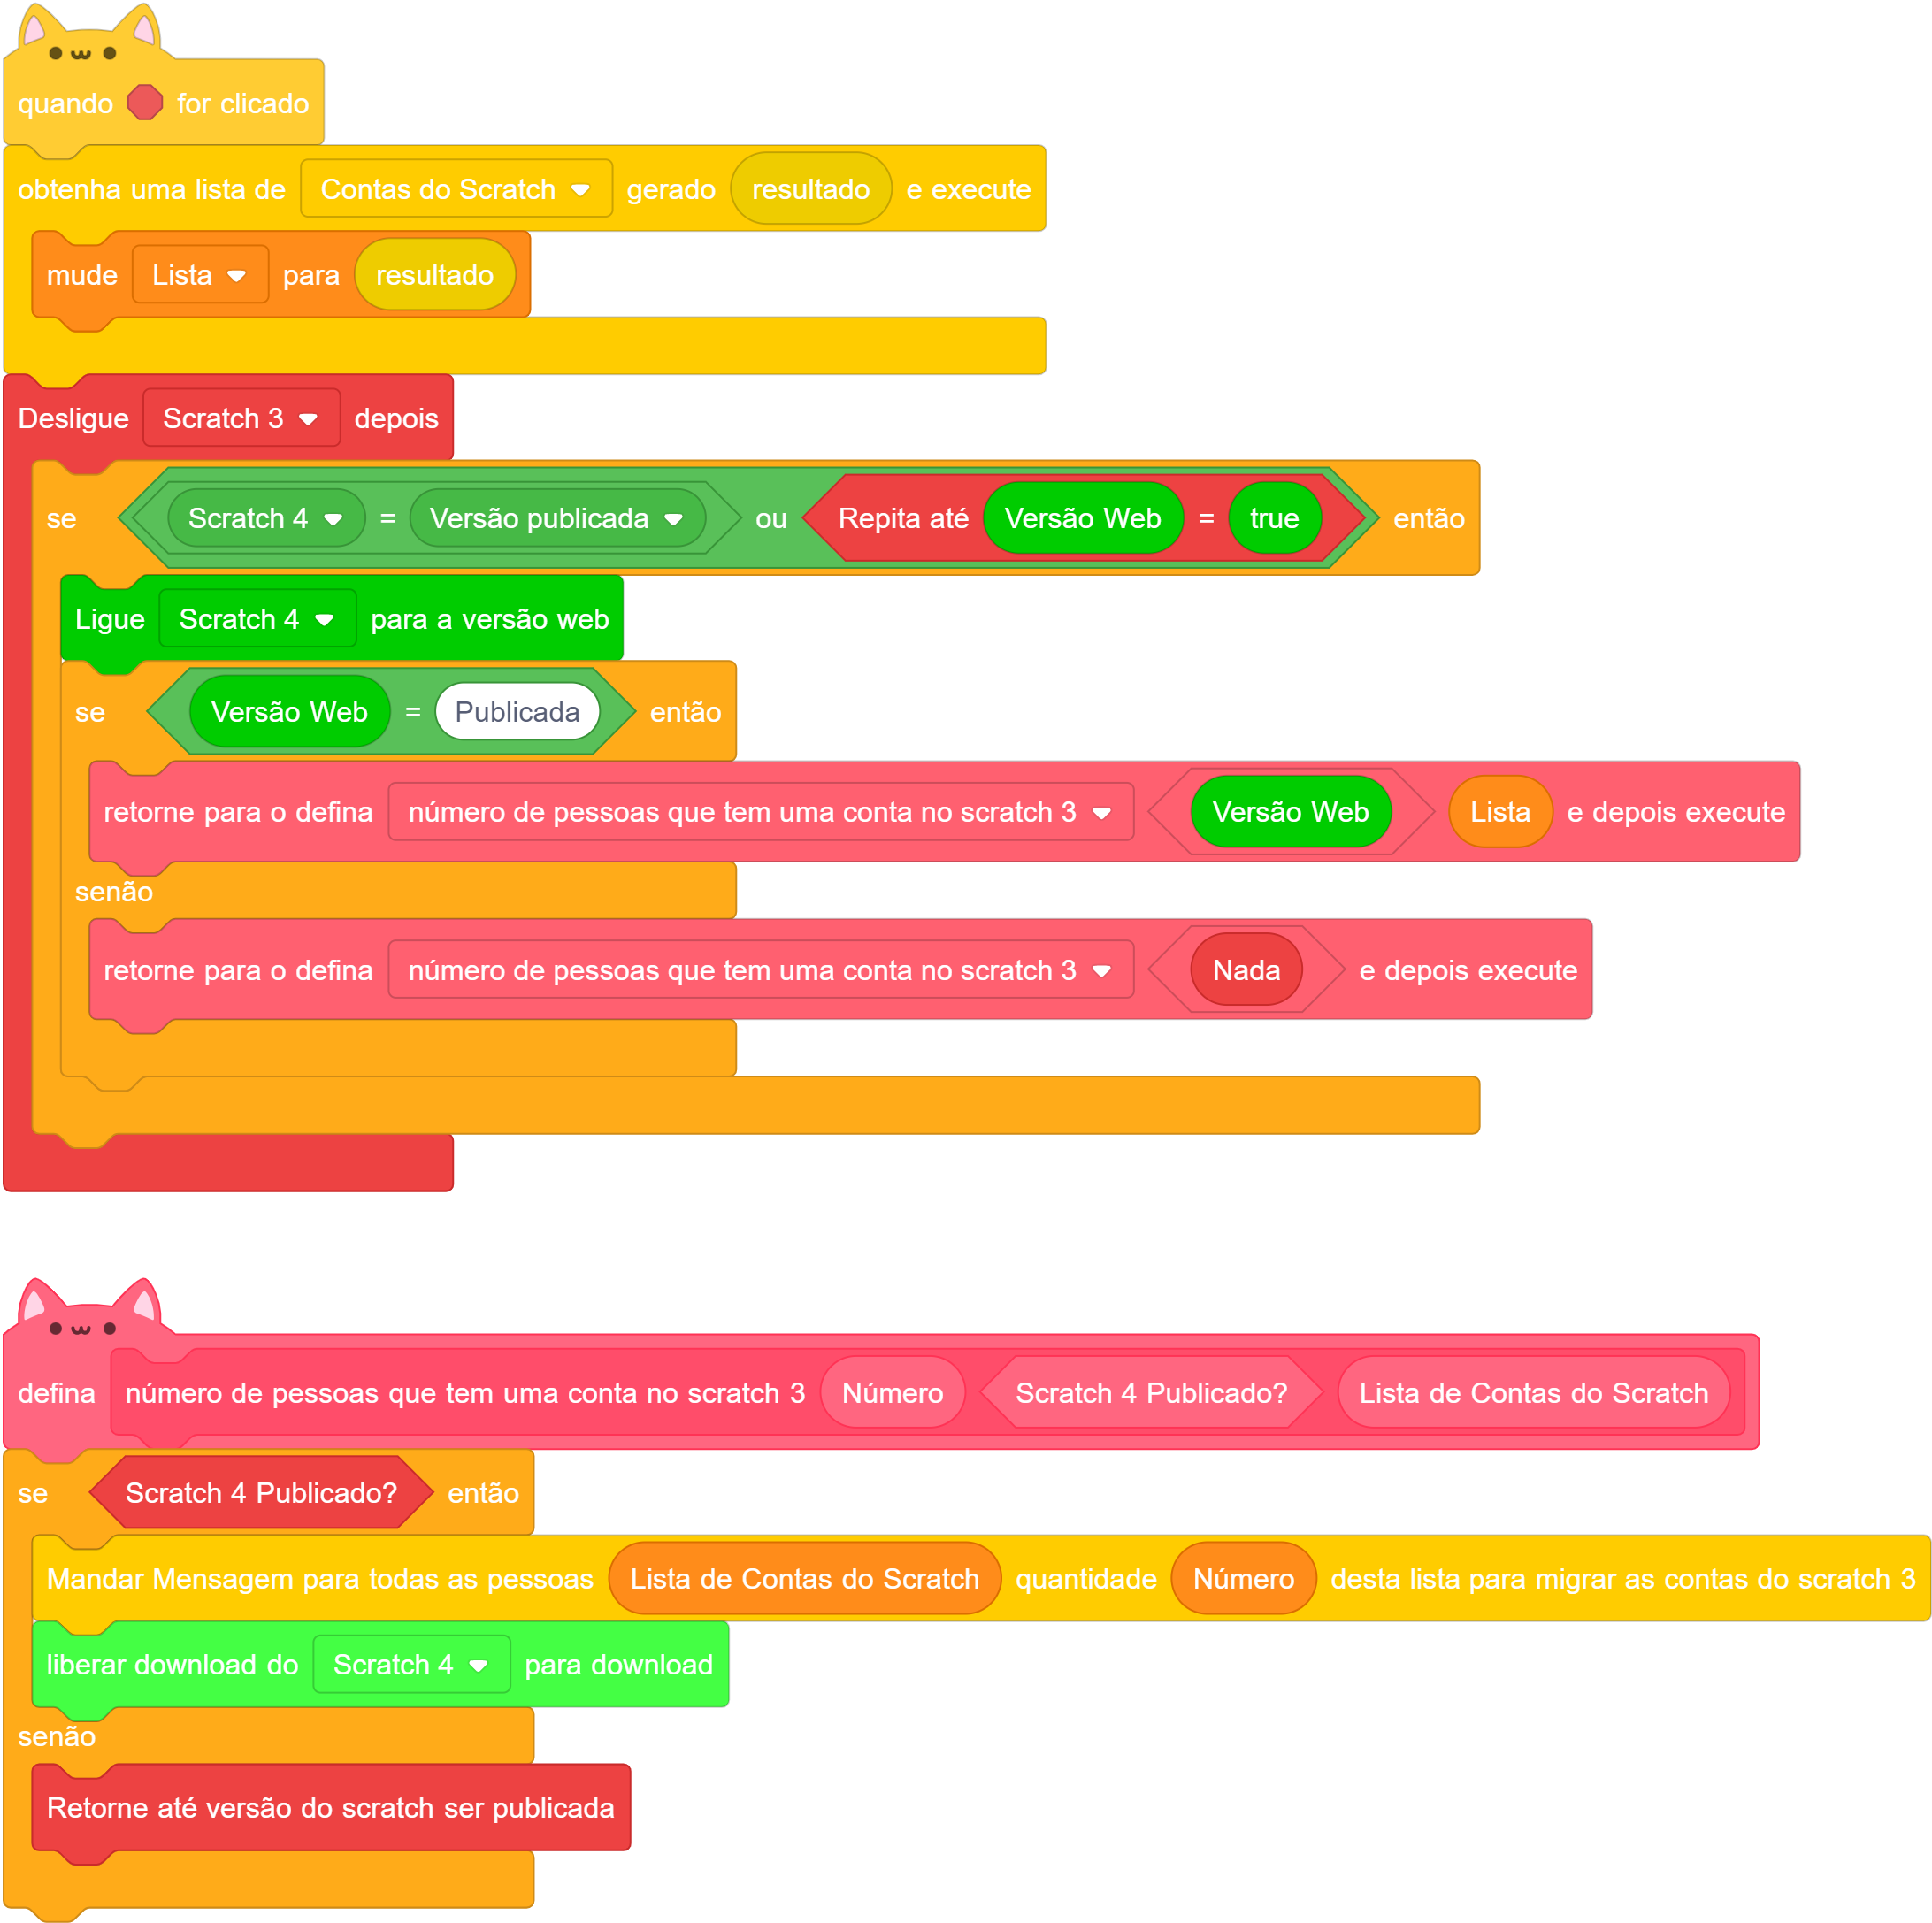 quando for clicado
obtenha uma lista de Contas do Scratch gerado resultado e execute
mude Lista para resultado
Desligue Scratch 3 depois
se Scratch 4 = Versão publicada ou Repita até Versão Web = true então
Ligue Scratch 4 para a versão web
se Versão Web = Publicada então
retorne para o defina número de pessoas que tem uma conta no scratch 3 Versão Web Lista e depois execute
senão
retorne para o defina número de pessoas que tem uma conta no scratch 3 Nada e depois execute
defina número de pessoas que tem uma conta no scratch 3 Número Scratch 4 Publicado? Lista de Contas do Scratch
se Scratch 4 Publicado? então
Mandar Mensagem para todas as pessoas Lista de Contas do Scratch quantidade Número desta lista para migrar as contas do scratch 3
liberar download do Scratch 4 para download
senão
Retorne até versão do scratch ser publicada